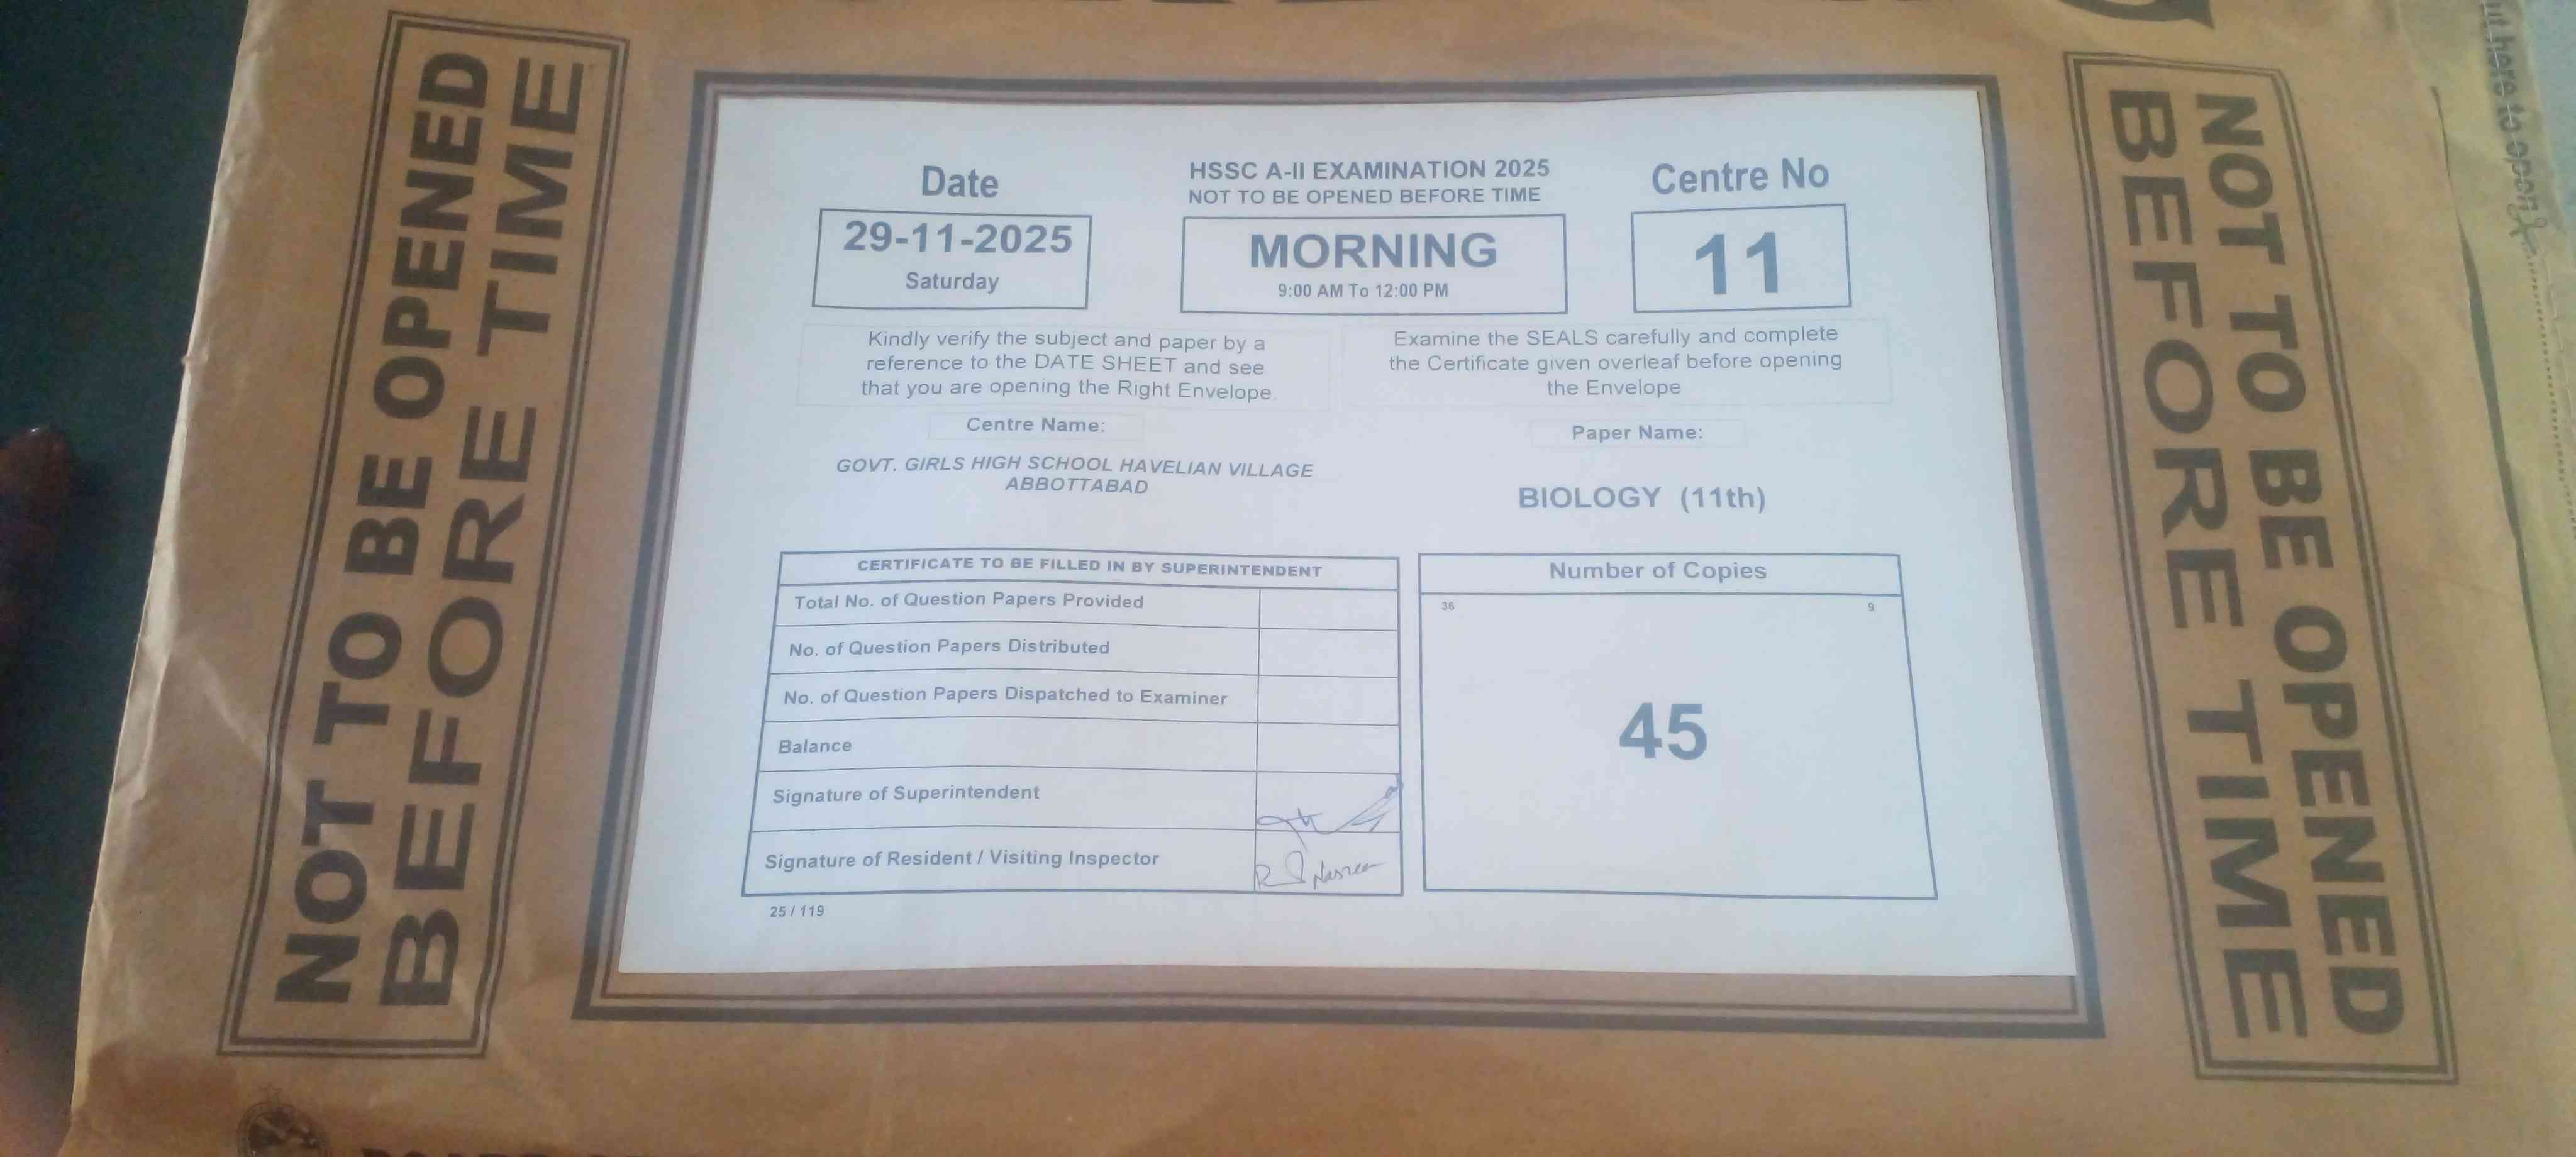 NOT TO BE OPENED
BEFORE TIME
Date
29-11-2025
Saturday
HSSC A-II EXAMINATION 2025
NOT TO BE OPENED BEFORE TIME
MORNING
9:00 AM To 12:00 PM
Centre No
11
Kindly verify the subject and paper by a
reference to the DATE SHEET and see
that you are opening the Right Envelope.
Examine the SEALS carefully and complete
the Certificate given overleaf before opening
the Envelope
Centre Name:
GOVT. GIRLS HIGH SCHOOL HAVELIAN VILLAGE
ABBOTTABAD
Paper Name:
BIOLOGY (11th)
CERTIFICATE TO BE FILLED IN BY SUPERINTENDENT
Total No. of Question Papers Provided
No. of Question Papers Distributed
No. of Question Papers Dispatched to Examiner
Balance
Signature of Superintendent
Signature of Resident / Visiting Inspector
25 / 119
Number of Copies
36
9
45
NOT TO BE OPENED
BEFORE TIME
here to open